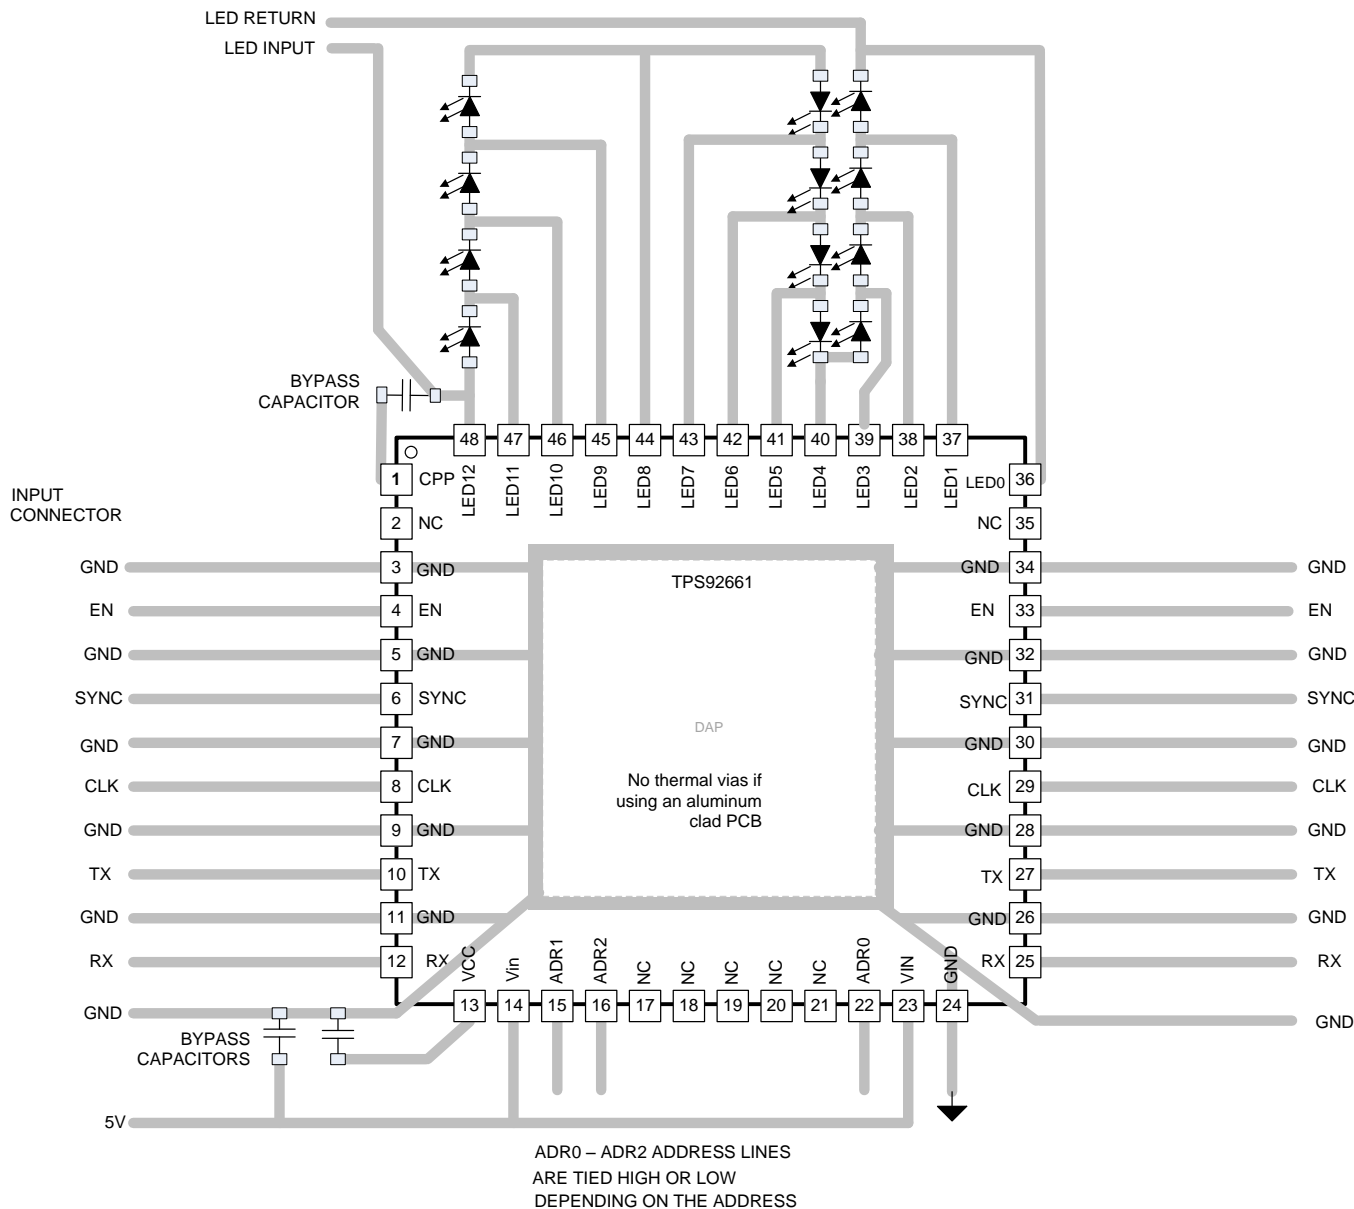 LED RETURN
LED INPUT
BYPASS
CAPACITOR
48 47 46 45 44 43 42 41 40 39 38 37
LED12 LED11 LED10 LED9 LED8 LED7 LED6 LED5 LED4 LED3 LED2 LED1
1 CPP LED0 36
INPUT
CONNECTOR
2 NC NC 35
GND 3 GND GND 34 GND
TPS92661
EN 4 EN EN 33 EN
GND 5 GND GND 32 GND
SYNC 6 SYNC SYNC 31 SYNC
DAP
GND 7 GND GND 30 GND
No thermal vias if
using an aluminum
clad PCB
CLK 8 CLK CLK 29 CLK
GND 9 GND GND 28 GND
TX 10 TX TX 27 TX
GND 11 GND GND 26 GND
RX 12 RX RX 25 RX
VCC Vin ADR1 ADR2 NC NC NC NC NC ADR0 VIN GND
13 14 15 16 17 18 19 20 21 22 23 24
GND GND
BYPASS
CAPACITORS
5V
ADR0 – ADR2 ADDRESS LINES
ARE TIED HIGH OR LOW
DEPENDING ON THE ADDRESS